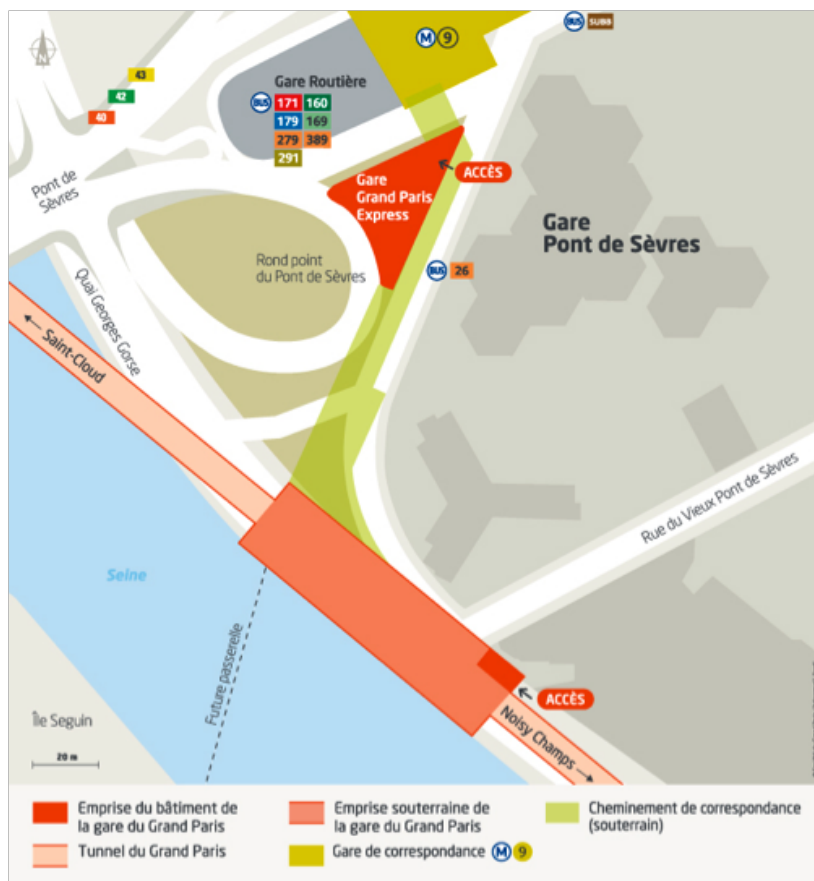 M 9
BUS SUBB
43
42
40
Gare Routière
BUS 171 160
179 169
279 389
291
Pont de
Sèvres
ACCÈS
Gare
Grand Paris
Express
Gare
Pont de Sèvres
Rond point
du Pont de Sèvres
BUS 26
Quai Georges Gorse
← Saint-Cloud
Rue du Vieux Pont de Sèvres
Seine
Future passerelle
ACCÈS
Noisy Champs →
Île Seguin
20 m
Emprise du bâtiment de
la gare du Grand Paris
Tunnel du Grand Paris
Emprise souterraine de
la gare du Grand Paris
Gare de correspondance M 9
Cheminement de correspondance
(souterrain)